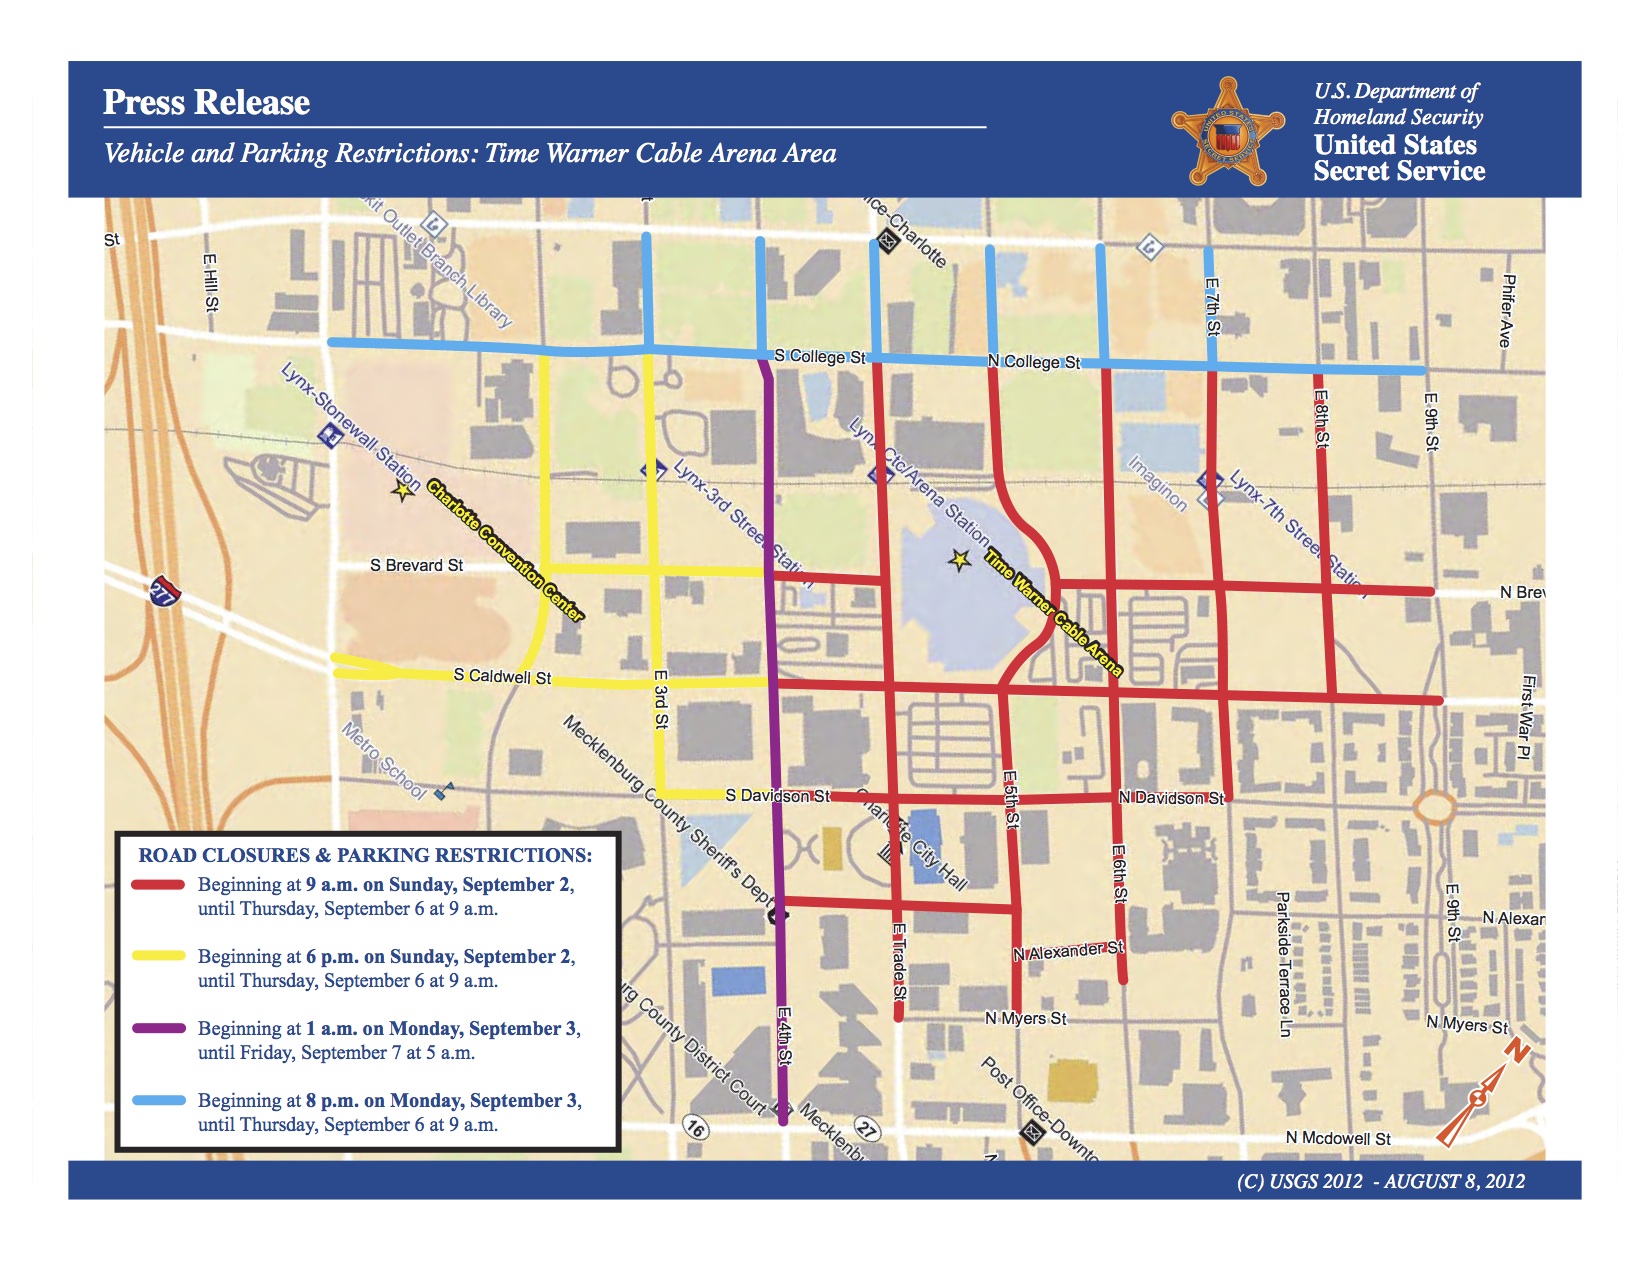 Press Release
Vehicle and Parking Restrictions: Time Warner Cable Arena Area
U.S. Department of
Homeland Security
United States
Secret Service
St
E Hill St
Outlet Branch Library
ice-Charlotte
E 7th St
Phifer Ave
S College St
N College St
Lynx-Stonewall Station
Charlotte Convention Center
Lynx-3rd Street Station
Lynx-Ctc/Arena Station
Time Warner Cable Arena
Imaginon
Lynx-7th Street Station
E 8th St
E 9th St
S Brevard St
N Brev
277
S Caldwell St
E 3rd St
First War Pl
Metro School
Mecklenburg County Sheriff's Dept
S Davidson St
E 5th St
N Davidson St
Charlotte City Hall
E 6th St
Parkside Terrace Ln
E 9th St
N Alexan
E Trade St
N Alexander St
N Myers St
N Myers St
E 4th St
urg County District Court
Mecklenbu
16
27
Post Office-Downto
N Mcdowell St
N
ROAD CLOSURES & PARKING RESTRICTIONS:
Beginning at 9 a.m. on Sunday, September 2,
until Thursday, September 6 at 9 a.m.
Beginning at 6 p.m. on Sunday, September 2,
until Thursday, September 6 at 9 a.m.
Beginning at 1 a.m. on Monday, September 3,
until Friday, September 7 at 5 a.m.
Beginning at 8 p.m. on Monday, September 3,
until Thursday, September 6 at 9 a.m.
(C) USGS 2012 - AUGUST 8, 2012